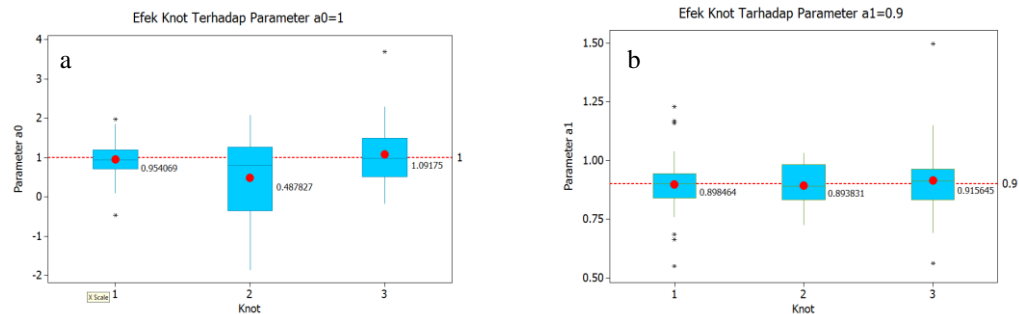 Efek Knot Terhadap Parameter a0=1
a
4
3
2
1
0
-1
-2
Parameter a0
0.954069
0.487827
1.09175
1
X Scale
1 2 3
Knot
Efek Knot Tarhadap Parameter a1=0.9
b
1.50
1.25
1.00
0.75
0.50
Parameter a1
0.898464
0.893831
0.915645
0.9
1 2 3
Knot